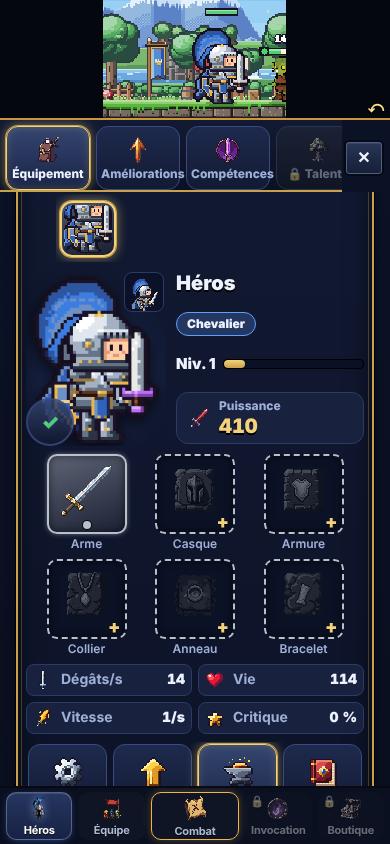 14
Équipement
Améliorations
Compétences
Talent
Héros
Chevalier
Niv. 1
Puissance
410
Arme
Casque
Armure
Collier
Anneau
Bracelet
Dégâts/s 14
Vie 114
Vitesse 1/s
Critique 0 %
Héros
Équipe
Combat
Invocation
Boutique